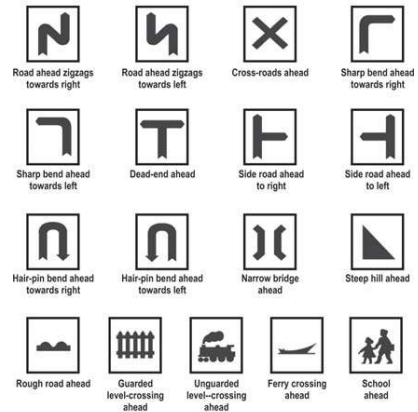 Road ahead zigzags
towards right
Road ahead zigzags
towards left
Cross-roads ahead
Sharp bend ahead
towards right
Sharp bend ahead
towards left
Dead-end ahead
Side road ahead
to right
Side road ahead
to left
Hair-pin bend ahead
towards right
Hair-pin bend ahead
towards left
Narrow bridge
ahead
Steep hill ahead
Rough road ahead
Guarded
level-crossing
ahead
Unguarded
level--crossing
ahead
Ferry crossing
ahead
School
ahead